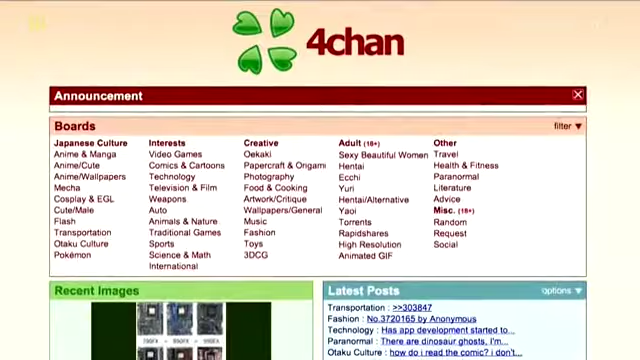 4chan
Announcement
Boards
filter ▼
Japanese Culture
Anime & Manga
Anime/Cute
Anime/Wallpapers
Mecha
Cosplay & EGL
Cute/Male
Flash
Transportation
Otaku Culture
Pokémon
Interests
Video Games
Comics & Cartoons
Technology
Television & Film
Weapons
Auto
Animals & Nature
Traditional Games
Sports
Science & Math
International
Creative
Oekaki
Papercraft & Origami
Photography
Food & Cooking
Artwork/Critique
Wallpapers/General
Music
Fashion
Toys
3DCG
Adult (18+)
Sexy Beautiful Women
Hentai
Ecchi
Yuri
Hentai/Alternative
Yaoi
Torrents
Rapidshares
High Resolution
Animated GIF
Other
Travel
Health & Fitness
Paranormal
Literature
Advice
Misc. (18+)
Random
Request
Social
Recent Images
Latest Posts
options ▼
Transportation : >>303847
Fashion : No.3720165 by Anonymous
Technology : Has app development started to...
Paranormal : There are dinosaur ghosts, I'm...
Otaku Culture : how do i read the comic? i don't...